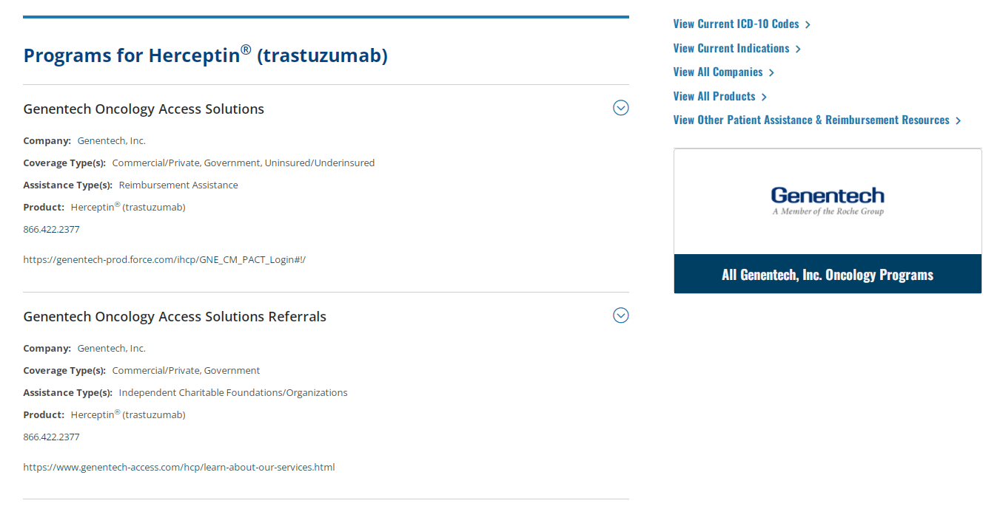 Programs for Herceptin® (trastuzumab)
Genentech Oncology Access Solutions
Company: Genentech, Inc.
Coverage Type(s): Commercial/Private, Government, Uninsured/Underinsured
Assistance Type(s): Reimbursement Assistance
Product: Herceptin® (trastuzumab)
866.422.2377
https://genentech-prod.force.com/ihcp/GNE_CM_PACT_Login#!/
Genentech Oncology Access Solutions Referrals
Company: Genentech, Inc.
Coverage Type(s): Commercial/Private, Government
Assistance Type(s): Independent Charitable Foundations/Organizations
Product: Herceptin® (trastuzumab)
866.422.2377
https://www.genentech-access.com/hcp/learn-about-our-services.html
View Current ICD-10 Codes
View Current Indications
View All Companies
View All Products
View Other Patient Assistance & Reimbursement Resources
Genentech
A Member of the Roche Group
All Genentech, Inc. Oncology Programs